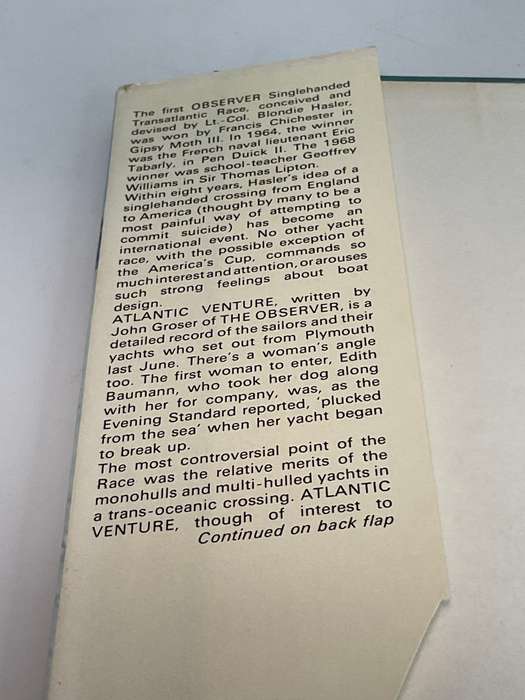 The first OBSERVER Singlehanded
Transatlantic Race, conceived and
devised by Lt.-Col. Blondie Hasler,
was won by Francis Chichester in
Gipsy Moth III. In 1964, the winner
was the French naval lieutenant Eric
Tabarly, in Pen Duick II. The 1968
winner was school-teacher Geoffrey
Williams in Sir Thomas Lipton.
Within eight years, Hasler's idea of a
singlehanded crossing from England
to America (thought by many to be a
most painful way of attempting to
commit suicide) has become an
international event. No other yacht
race, with the possible exception of
the America's Cup, commands so
much interest and attention, or arouses
such strong feelings about boat
design.
ATLANTIC VENTURE, written by
John Groser of THE OBSERVER, is a
detailed record of the sailors and their
yachts who set out from Plymouth
last June. There's a woman's angle
too. The first woman to enter, Edith
Baumann, who took her dog along
with her for company, was, as the
Evening Standard reported, 'plucked
from the sea' when her yacht began
to break up.
The most controversial point of the
Race was the relative merits of the
monohulls and multi-hulled yachts in
a trans-oceanic crossing. ATLANTIC
VENTURE, though of interest to
Continued on back flap